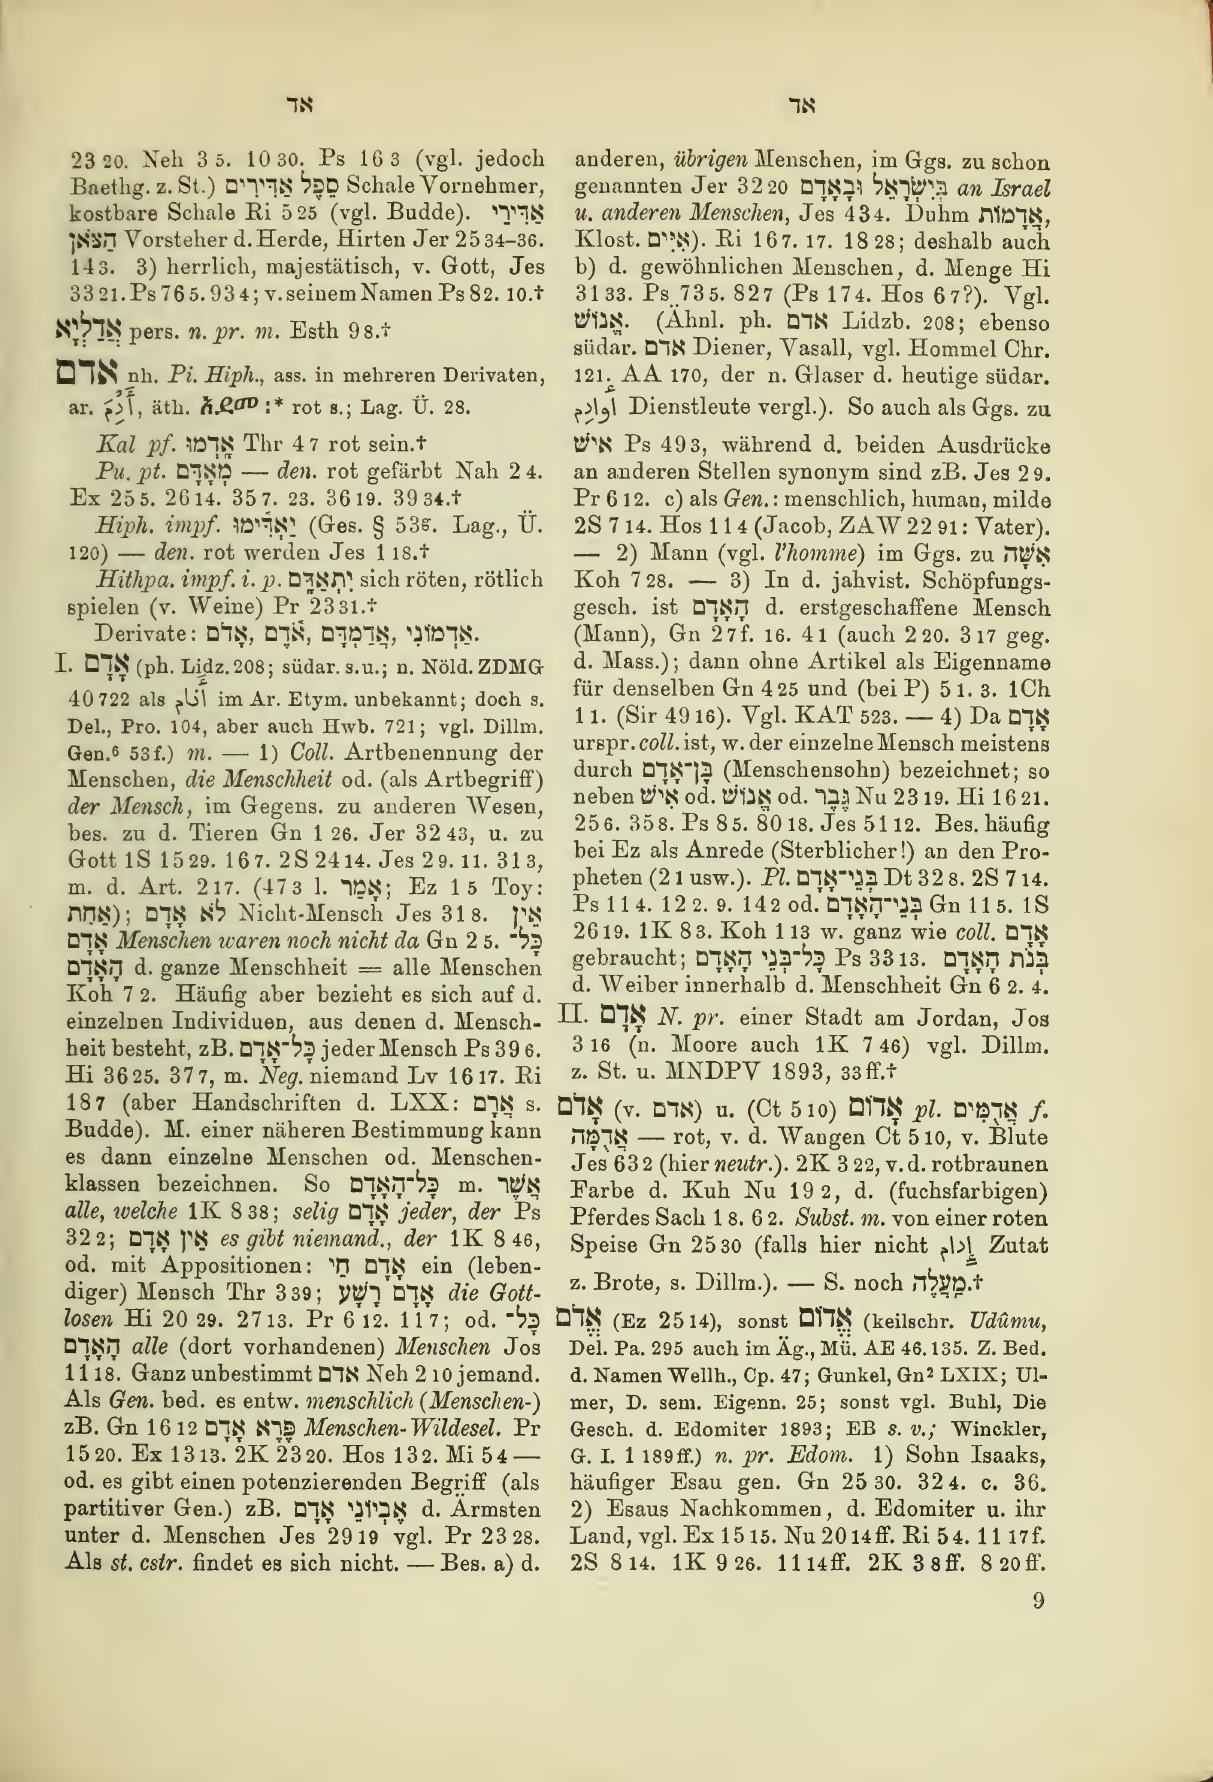 אד
אד
23 20. Neh 3 5. 10 30. Ps 16 3 (vgl. jedoch
Baethg. z. St.) סֵפֶל אַדִּירִים Schale Vornehmer,
kostbare Schale Ri 5 25 (vgl. Budde). אַדִּירֵי
הַצֹּאן Vorsteher d. Herde, Hirten Jer 25 34–36.
14 3. 3) herrlich, majestätisch, v. Gott, Jes
33 21. Ps 76 5. 93 4; v. seinem Namen Ps 8 2. 10.†
אֲדַלְיָא pers. n. pr. m. Esth 9 8.†
אדם nh. Pi. Hiph., ass. in mehreren Derivaten,
ar. أَدُمَ, äth. አዲመ፡* rot s.; Lag. Ü. 28.
Kal pf. אָדְמוּ Thr 4 7 rot sein.†
Pu. pt. מְאָדָּם — den. rot gefärbt Nah 2 4.
Ex 25 5. 26 14. 35 7. 23. 36 19. 39 34.†
Hiph. impf. יַאְדִּימוּ (Ges. § 53g. Lag., Ü.
120) — den. rot werden Jes 1 18.†
Hithpa. impf. i. p. יִתְאַדָּם sich röten, rötlich
spielen (v. Weine) Pr 23 31.†
Derivate: אָדֹם, אֹדֶם, אֲדַמְדָּם, אַדְמוֹנִי.
I. אָדָם (ph. Lidz. 208; südar. s. u.; n. Nöld. ZDMG
40 722 als أَنَام im Ar. Etym. unbekannt; doch s.
Del., Pro. 104, aber auch Hwb. 721; vgl. Dillm.
Gen.⁶ 53 f.) m. — 1) Coll. Artbenennung der
Menschen, die Menschheit od. (als Artbegriff)
der Mensch, im Gegens. zu anderen Wesen,
bes. zu d. Tieren Gn 1 26. Jer 32 43, u. zu
Gott 1S 15 29. 16 7. 2S 24 14. Jes 2 9. 11. 31 3,
m. d. Art. 2 17. (47 3 l. אָמַר; Ez 1 5 Toy:
אַחַת); לֹא אָדָם Nicht-Mensch Jes 31 8. אַיִן
אָדָם Menschen waren noch nicht da Gn 2 5. כָּל־
הָאָדָם d. ganze Menschheit = alle Menschen
Koh 7 2. Häufig aber bezieht es sich auf d.
einzelnen Individuen, aus denen d. Mensch-
heit besteht, zB. כָּל־אָדָם jeder Mensch Ps 39 6.
Hi 36 25. 37 7, m. Neg. niemand Lv 16 17. Ri
18 7 (aber Handschriften d. LXX: אֲרָם s.
Budde). M. einer näheren Bestimmung kann
es dann einzelne Menschen od. Menschen-
klassen bezeichnen. So כָּל־הָאָדָם m. אֲשֶׁר
alle, welche 1K 8 38; selig אָדָם jeder, der Ps
32 2; אֵין אָדָם es gibt niemand., der 1K 8 46,
od. mit Appositionen: אָדָם חַי ein (leben-
diger) Mensch Thr 3 39; אָדָם רָשָׁע die Gott-
losen Hi 20 29. 27 13. Pr 6 12. 11 7; od. כָּל־
הָאָדָם alle (dort vorhandenen) Menschen Jos
11 18. Ganz unbestimmt אדם Neh 2 10 jemand.
Als Gen. bed. es entw. menschlich (Menschen-)
zB. Gn 16 12 פֶּרֶא אָדָם Menschen-Wildesel. Pr
15 20. Ex 13 13. 2K 23 20. Hos 13 2. Mi 5 4 —
od. es gibt einen potenzierenden Begriff (als
partitiver Gen.) zB. אֶבְיוֹנֵי אָדָם d. Ärmsten
unter d. Menschen Jes 29 19 vgl. Pr 23 28.
Als st. cstr. findet es sich nicht. — Bes. a) d.
anderen, übrigen Menschen, im Ggs. zu schon
genannten Jer 32 20 בְּיִשְׂרָאֵל וּבָאָדָם an Israel
u. anderen Menschen, Jes 43 4. Duhm אֲדָמוֹת,
Klost. אִיִּים). Ri 16 7. 17. 18 28; deshalb auch
b) d. gewöhnlichen Menschen, d. Menge Hi
31 33. Ps 73 5. 82 7 (Ps 17 4. Hos 6 7?). Vgl.
אֱנוֹשׁ. (Ähnl. ph. אדם Lidzb. 208; ebenso
südar. אדם Diener, Vasall, vgl. Hommel Chr.
121. AA 170, der n. Glaser d. heutige südar.
أوادِم Dienstleute vergl.). So auch als Ggs. zu
אִישׁ Ps 49 3, während d. beiden Ausdrücke
an anderen Stellen synonym sind zB. Jes 2 9.
Pr 6 12. c) als Gen.: menschlich, human, milde
2S 7 14. Hos 11 4 (Jacob, ZAW 22 91: Vater).
— 2) Mann (vgl. l'homme) im Ggs. zu אִשָּׁה
Koh 7 28. — 3) In d. jahvist. Schöpfungs-
gesch. ist הָאָדָם d. erstgeschaffene Mensch
(Mann), Gn 2 7 f. 16. 4 1 (auch 2 20. 3 17 geg.
d. Mass.); dann ohne Artikel als Eigenname
für denselben Gn 4 25 und (bei P) 5 1. 3. 1Ch
1 1. (Sir 49 16). Vgl. KAT 523. — 4) Da אָדָם
urspr. coll. ist, w. der einzelne Mensch meistens
durch בֶּן־אָדָם (Menschensohn) bezeichnet; so
neben אִישׁ od. אֱנוֹשׁ od. גֶּבֶר Nu 23 19. Hi 16 21.
25 6. 35 8. Ps 8 5. 80 18. Jes 51 12. Bes. häufig
bei Ez als Anrede (Sterblicher!) an den Pro-
pheten (2 1 usw.). Pl. בְּנֵי־אָדָם Dt 32 8. 2S 7 14.
Ps 11 4. 12 2. 9. 14 2 od. בְּנֵי־הָאָדָם Gn 11 5. 1S
26 19. 1K 8 3. Koh 1 13 w. ganz wie coll. אָדָם
gebraucht; כָּל־בְּנֵי הָאָדָם Ps 33 13. בְּנֹת הָאָדָם
d. Weiber innerhalb d. Menschheit Gn 6 2. 4.
II. אָדָם N. pr. einer Stadt am Jordan, Jos
3 16 (n. Moore auch 1K 7 46) vgl. Dillm.
z. St. u. MNDPV 1893, 33 ff.†
אָדֹם (v. אדם) u. (Ct 5 10) אָדוֹם pl. אֲדֻמִּים f.
אֲדֻמָּה — rot, v. d. Wangen Ct 5 10, v. Blute
Jes 63 2 (hier neutr.). 2K 3 22, v. d. rotbraunen
Farbe d. Kuh Nu 19 2, d. (fuchsfarbigen)
Pferdes Sach 1 8. 6 2. Subst. m. von einer roten
Speise Gn 25 30 (falls hier nicht إِدَام Zutat
z. Brote, s. Dillm.). — S. noch מַעֲלֶה.†
אֱדֹם (Ez 25 14), sonst אֱדוֹם (keilschr. Udûmu,
Del. Pa. 295 auch im Äg., Mü. AE 46. 135. Z. Bed.
d. Namen Wellh., Cp. 47; Gunkel, Gn² LXIX; Ul-
mer, D. sem. Eigenn. 25; sonst vgl. Buhl, Die
Gesch. d. Edomiter 1893; EB s. v.; Winckler,
G. I. 1 189 ff.) n. pr. Edom. 1) Sohn Isaaks,
häufiger Esau gen. Gn 25 30. 32 4. c. 36.
2) Esaus Nachkommen, d. Edomiter u. ihr
Land, vgl. Ex 15 15. Nu 20 14 ff. Ri 5 4. 11 17 f.
2S 8 14. 1K 9 26. 11 14 ff. 2K 3 8 ff. 8 20 ff.
9